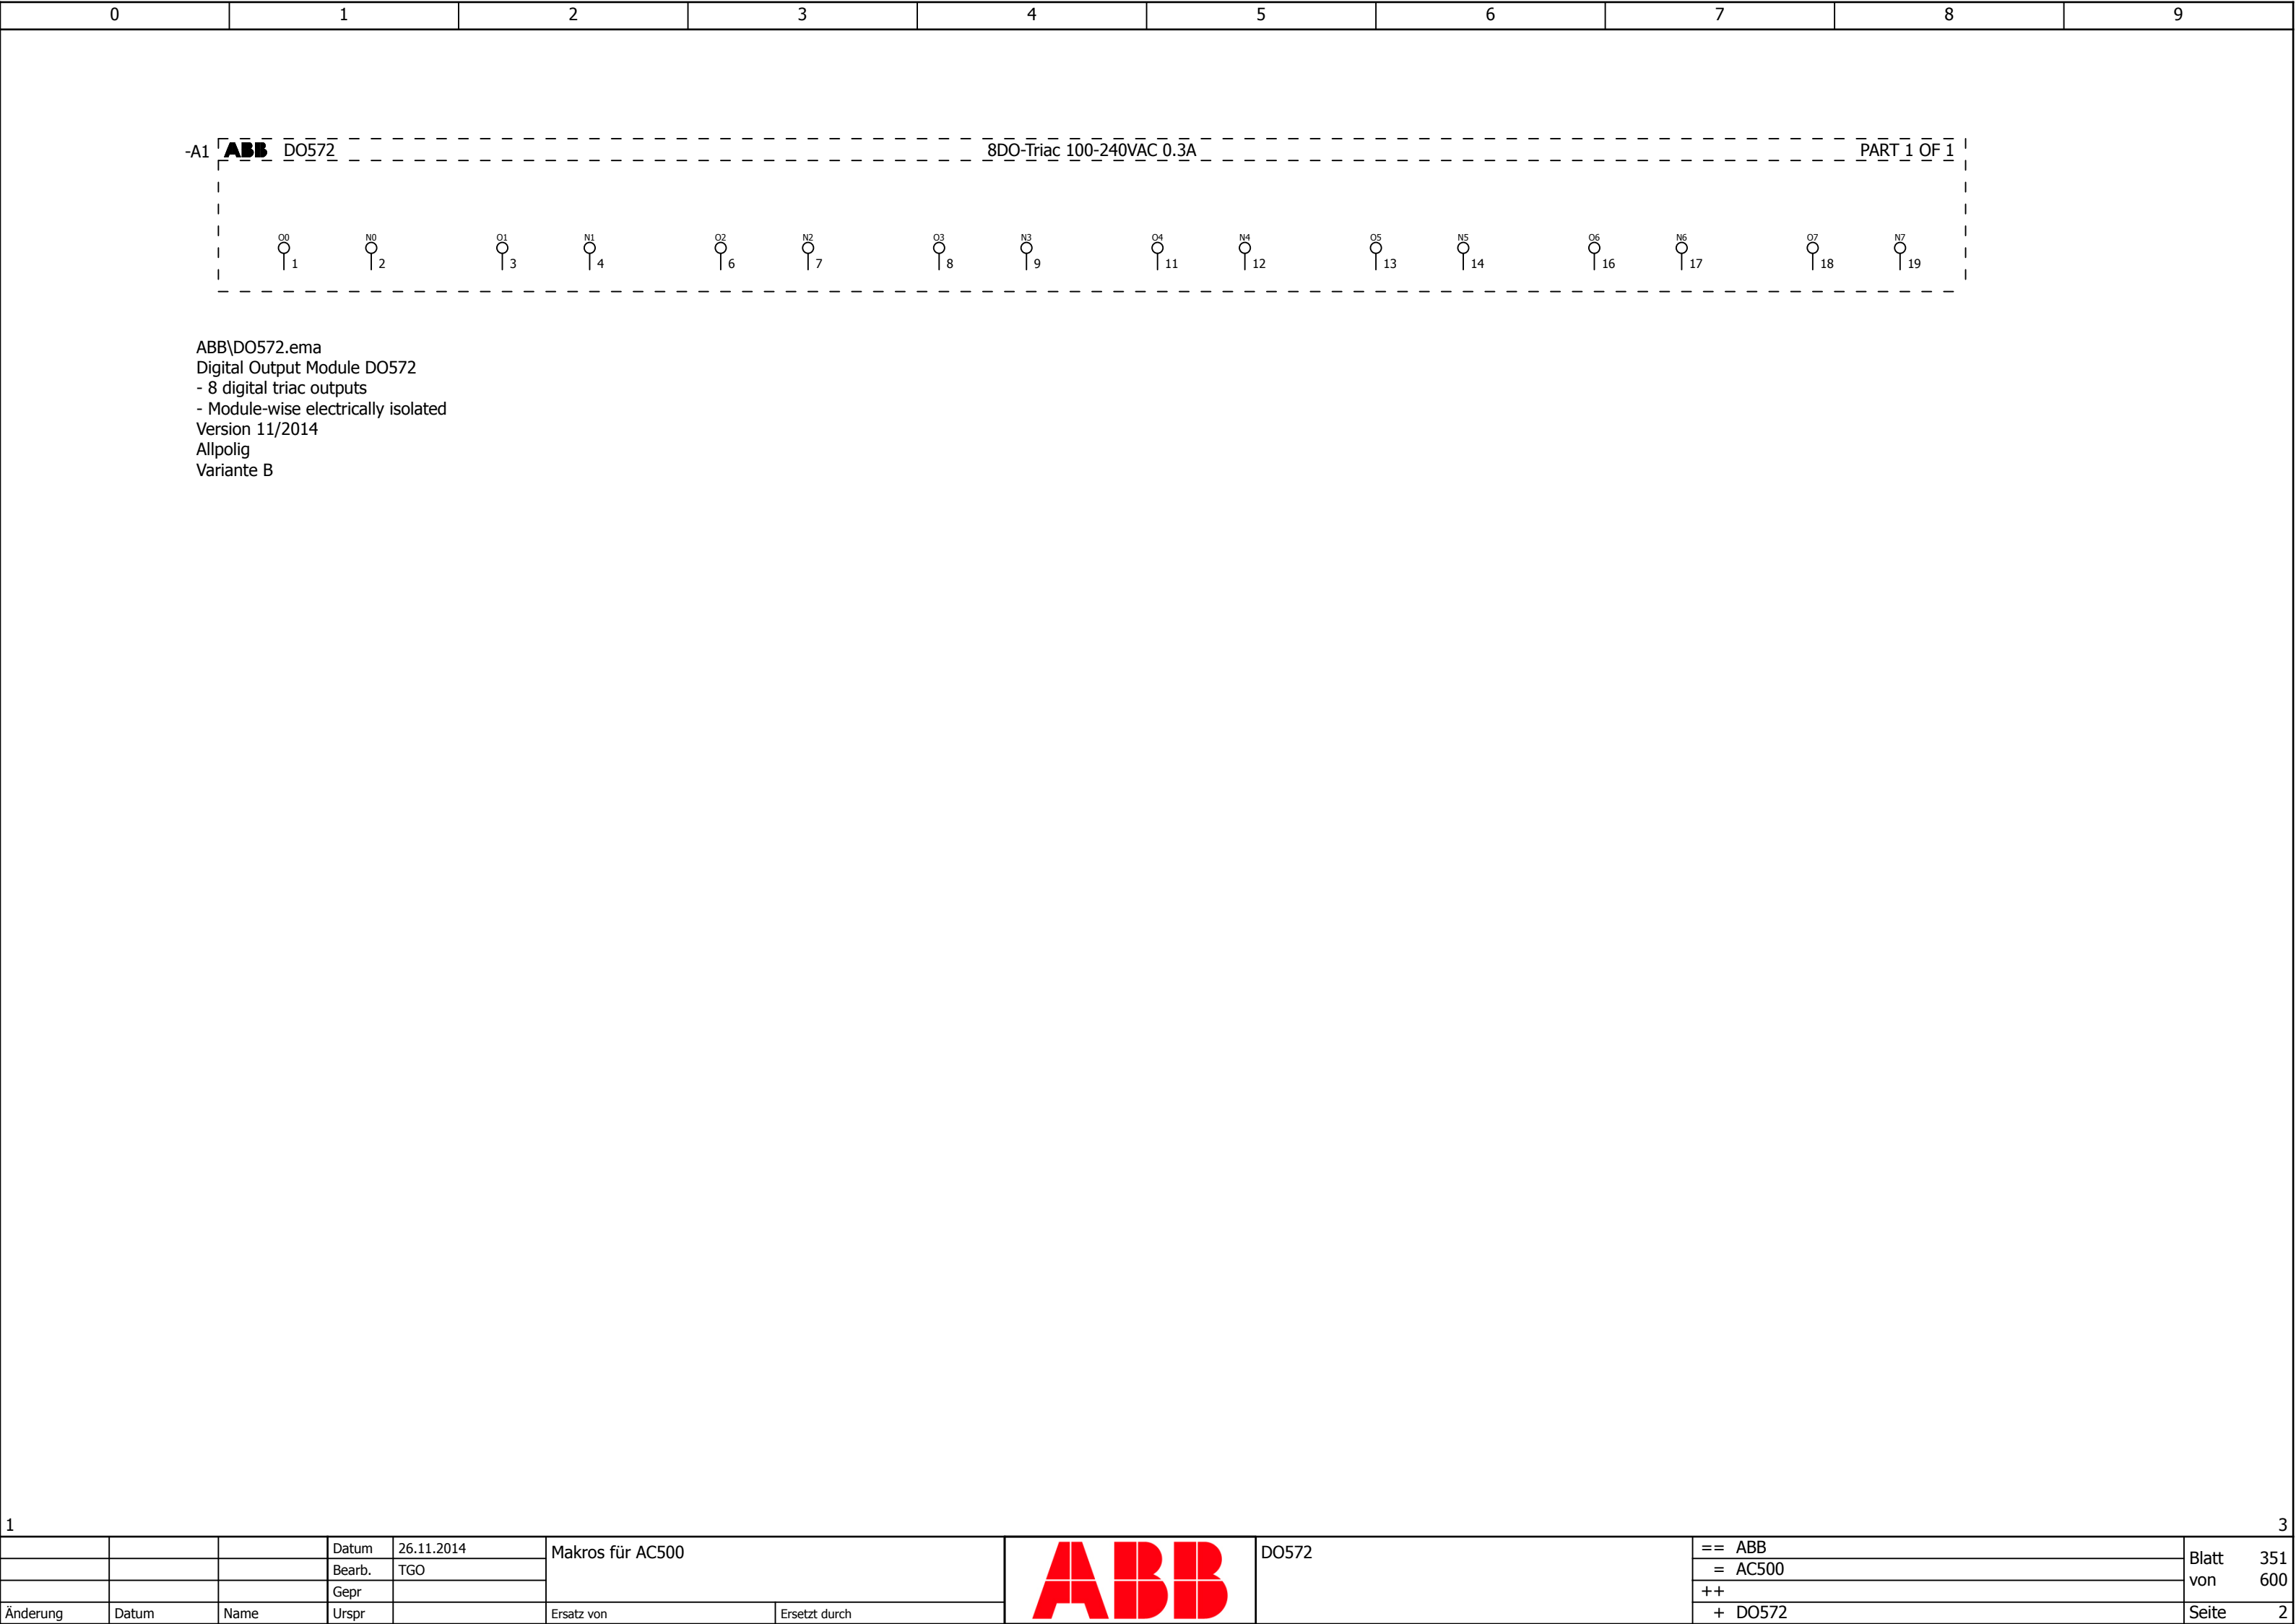 0 1 2 3 4 5 6 7 8 9
-A1 ABB DO572 8DO-Triac 100-240VAC 0.3A PART 1 OF 1
O0 N0 O1 N1 O2 N2 O3 N3 O4 N4 O5 N5 O6 N6 O7 N7
1 2 3 4 6 7 8 9 11 12 13 14 16 17 18 19
ABB\DO572.ema
Digital Output Module DO572
- 8 digital triac outputs
- Module-wise electrically isolated
Version 11/2014
Allpolig
Variante B
1 3
Datum 26.11.2014
Bearb. TGO
Gepr
Änderung Datum Name Urspr
Makros für AC500
Ersatz von Ersetzt durch
ABB
DO572
== ABB
= AC500
++
+ DO572
Blatt 351
von 600
Seite 2